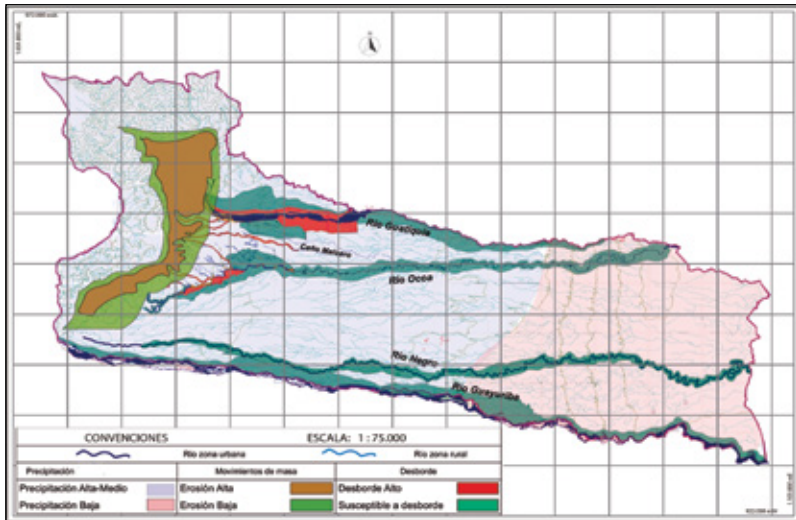 Río Guatiquía
Caño Maizaro
Río Ocoa
Río Negro
Río Guayuriba
CONVENCIONES
ESCALA: 1 : 75.000
Río zona urbana
Río zona rural
Precipitación
Movimientos de masa
Desborde
Precipitación Alta-Medio
Erosión Alta
Desborde Alto
Precipitación Baja
Erosión Baja
Susceptible a desborde